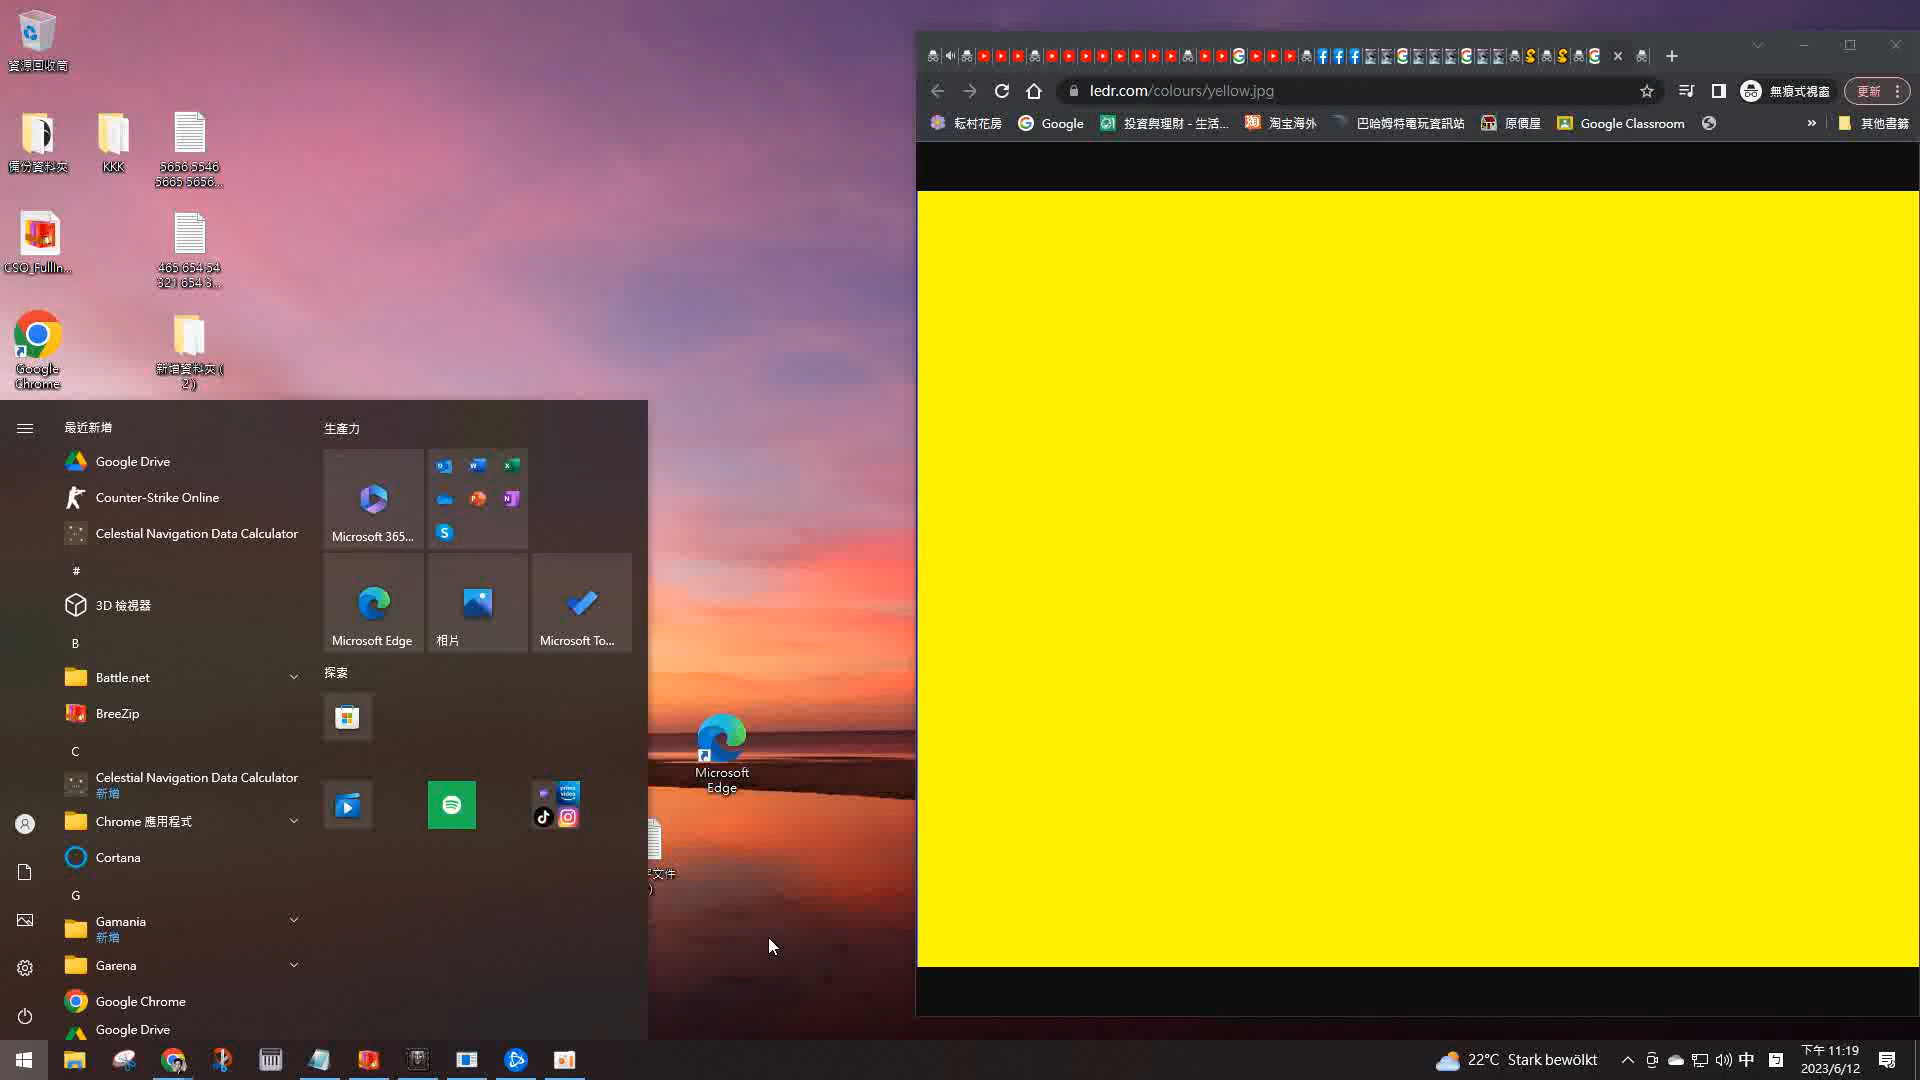 資源回收筒
備份資料夾
KKK
5656 5546
5665 5656...
CSO_FullIn...
465 654 54
321 654 3...
Google
Chrome
新增資料夾 (
2 )
最近新增
Google Drive
Counter-Strike Online
Celestial Navigation Data Calculator
#
3D 檢視器
B
Battle.net
BreeZip
C
Celestial Navigation Data Calculator
新增
Chrome 應用程式
Cortana
G
Gamania
新增
Garena
Google Chrome
Google Drive
生產力
Microsoft 365...
Microsoft Edge
相片
Microsoft To...
探索
prime
video
Microsoft
Edge
文件
)
ledr.com/colours/yellow.jpg
無痕式視窗
更新
耘村花房
Google
投資與理財 - 生活...
淘宝海外
巴哈姆特電玩資訊站
原價屋
Google Classroom
»
其他書籤
22°C Stark bewölkt
中
下午 11:19
2023/6/12